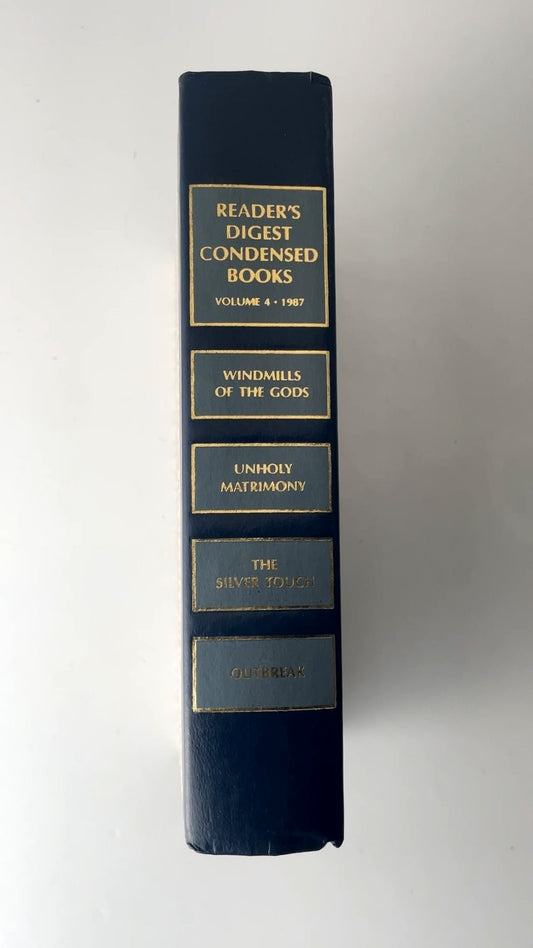 READER'S
DIGEST
CONDENSED
BOOKS
VOLUME 4 • 1987
WINDMILLS
OF THE GODS
UNHOLY
MATRIMONY
THE
SILVER TOUCH
OUTBREAK